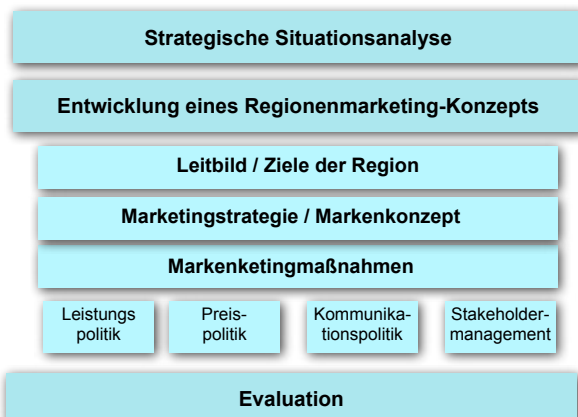 Strategische Situationsanalyse
Entwicklung eines Regionenmarketing-Konzepts
Leitbild / Ziele der Region
Marketingstrategie / Markenkonzept
Markenketingmaßnahmen
Leistungs
politik
Preis-
politik
Kommunika-
tionspolitik
Stakeholder-
management
Evaluation